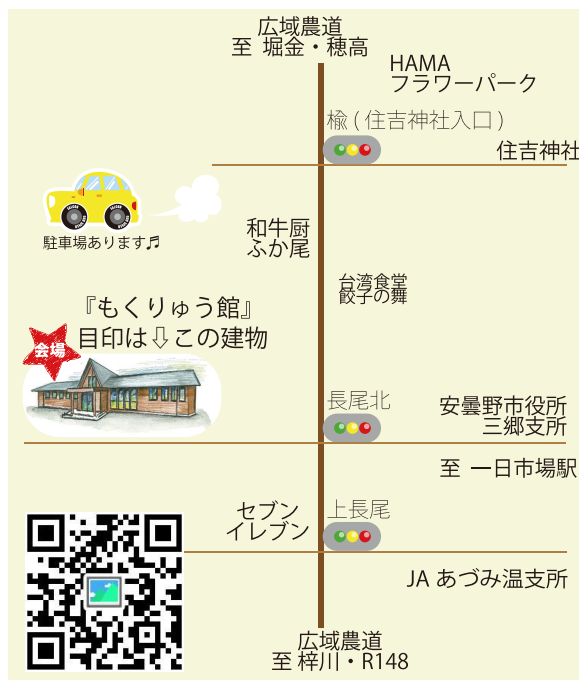 広域農道
至 堀金・穂高
HAMA
フラワーパーク
楡(住吉神社入口)
住吉神社
駐車場あります♬
和牛厨
ふか尾
台湾食堂
餃子の舞
『もくりゅう館』
目印は⇩この建物
会場
長尾北
安曇野市役所
三郷支所
至 一日市場駅
セブン
イレブン
上長尾
JA あづみ温支所
広域農道
至 梓川・R148